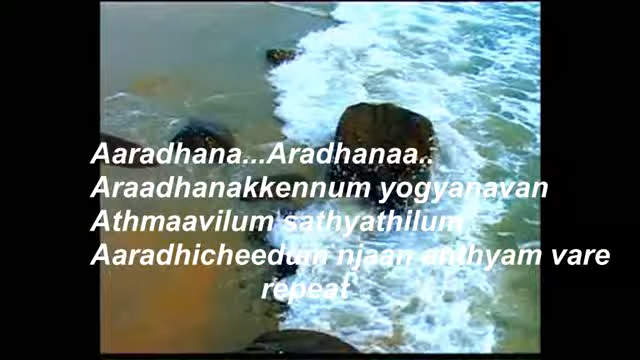 Aaradhana...Aradhanaa..
Araadhanakkennum yogyanavan
Athmaavilum sathyathilum
Aaradhicheedum njaan anthyam vare
repeat